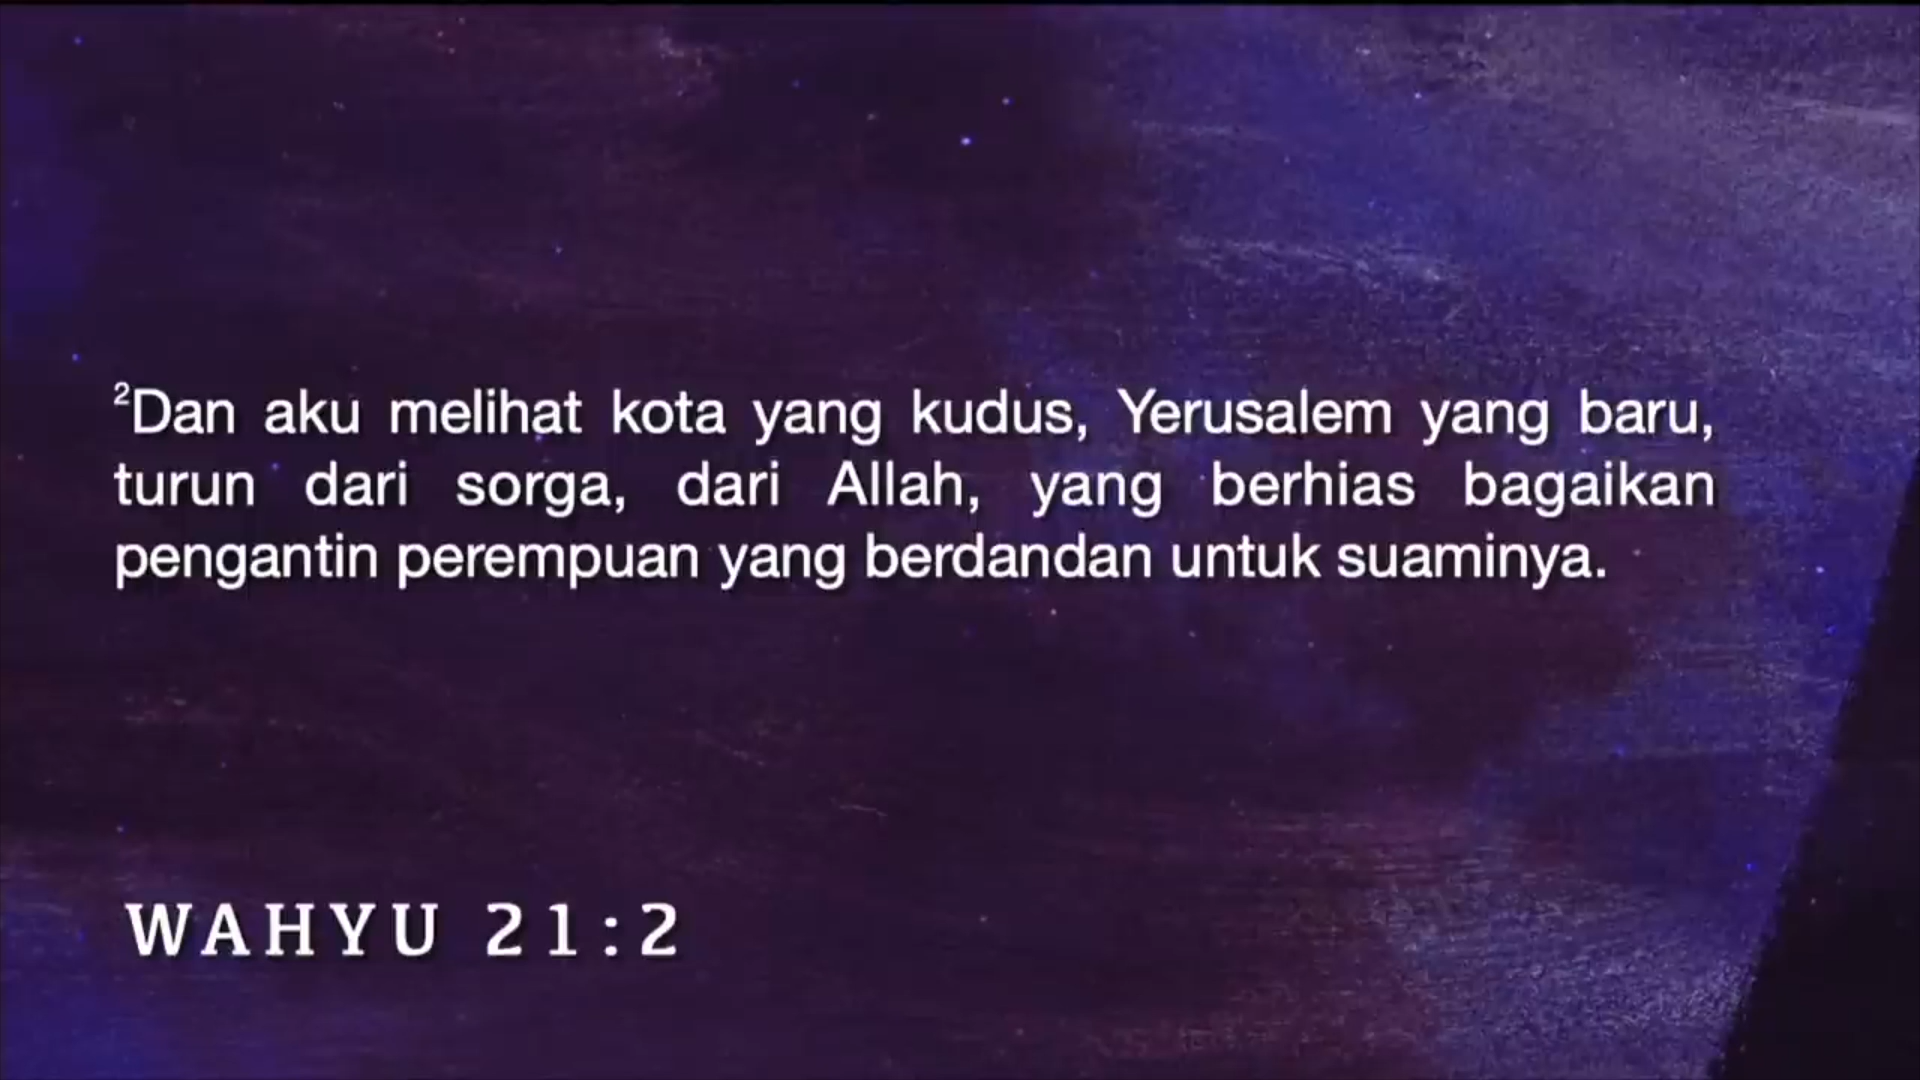 ²Dan aku melihat kota yang kudus, Yerusalem yang baru,
turun dari sorga, dari Allah, yang berhias bagaikan
pengantin perempuan yang berdandan untuk suaminya.
WAHYU 21:2